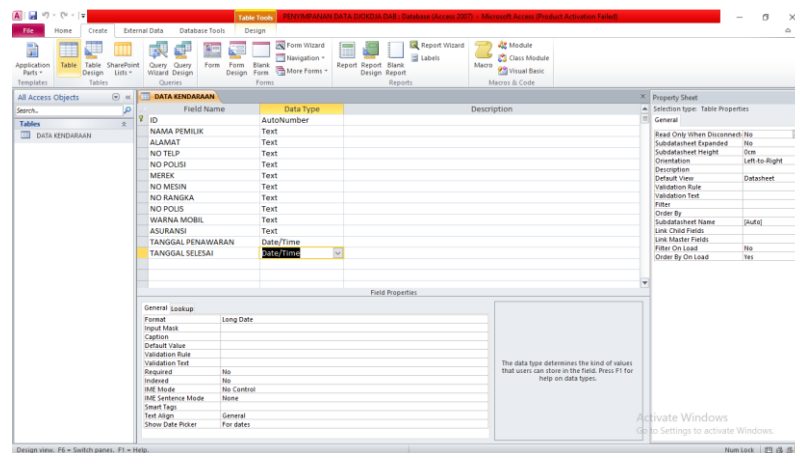 Table Tools PENYIMPANAN DATA DJOKDJA DAB : Database (Access 2007) - Microsoft Access (Product Activation Failed)
File Home Create External Data Database Tools Design
Application Parts
Table
Table Design
SharePoint Lists
Query Wizard
Query Design
Form
Form Design
Blank Form
Form Wizard
Navigation
More Forms
Report
Report Design
Blank Report
Report Wizard
Labels
Macro
Module
Class Module
Visual Basic
Templates Tables Queries Forms Reports Macros & Code
All Access Objects
Search...
Tables
DATA KENDARAAN
DATA KENDARAAN
Field Name Data Type Description
ID AutoNumber
NAMA PEMILIK Text
ALAMAT Text
NO TELP Text
NO POLISI Text
MEREK Text
NO MESIN Text
NO RANGKA Text
NO POLIS Text
WARNA MOBIL Text
ASURANSI Text
TANGGAL PENAWARAN Date/Time
TANGGAL SELESAI Date/Time
Field Properties
General Lookup
Format Long Date
Input Mask
Caption
Default Value
Validation Rule
Validation Text
Required No
Indexed No
IME Mode No Control
IME Sentence Mode None
Smart Tags
Text Align General
Show Date Picker For dates
The data type determines the kind of values
that users can store in the field. Press F1 for
help on data types.
Property Sheet
Selection type: Table Properties
General
Read Only When Disconnect No
Subdatasheet Expanded No
Subdatasheet Height 0cm
Orientation Left-to-Right
Description
Default View Datasheet
Validation Rule
Validation Text
Filter
Order By
Subdatasheet Name [Auto]
Link Child Fields
Link Master Fields
Filter On Load No
Order By On Load Yes
Activate Windows
Go to Settings to activate Windows.
Design view. F6 = Switch panes. F1 = Help.
Num Lock